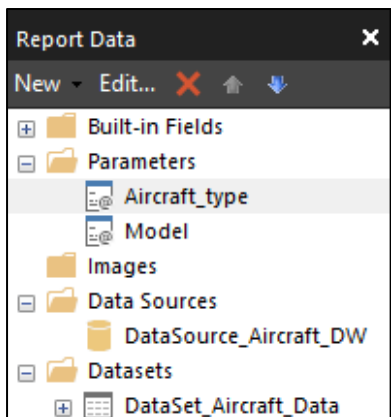 Report Data
New Edit...
Built-in Fields
Parameters
Aircraft_type
Model
Images
Data Sources
DataSource_Aircraft_DW
Datasets
DataSet_Aircraft_Data